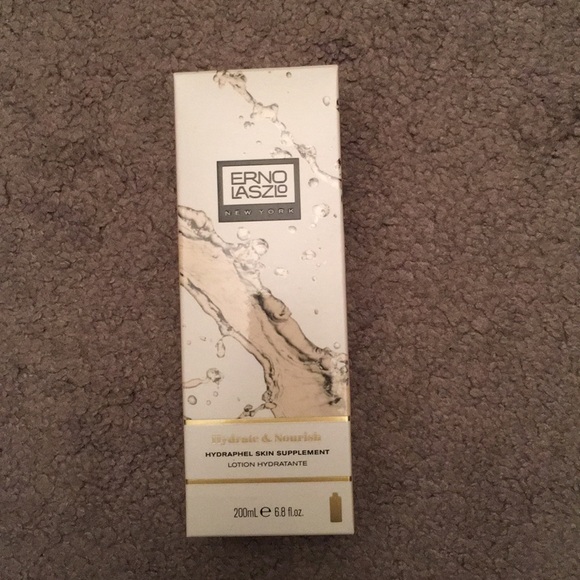 ERNO
LASZLO
NEW YORK
Hydrate & Nourish
HYDRAPHEL SKIN SUPPLEMENT
LOTION HYDRATANTE
200mL ℮ 6.8 fl.oz.